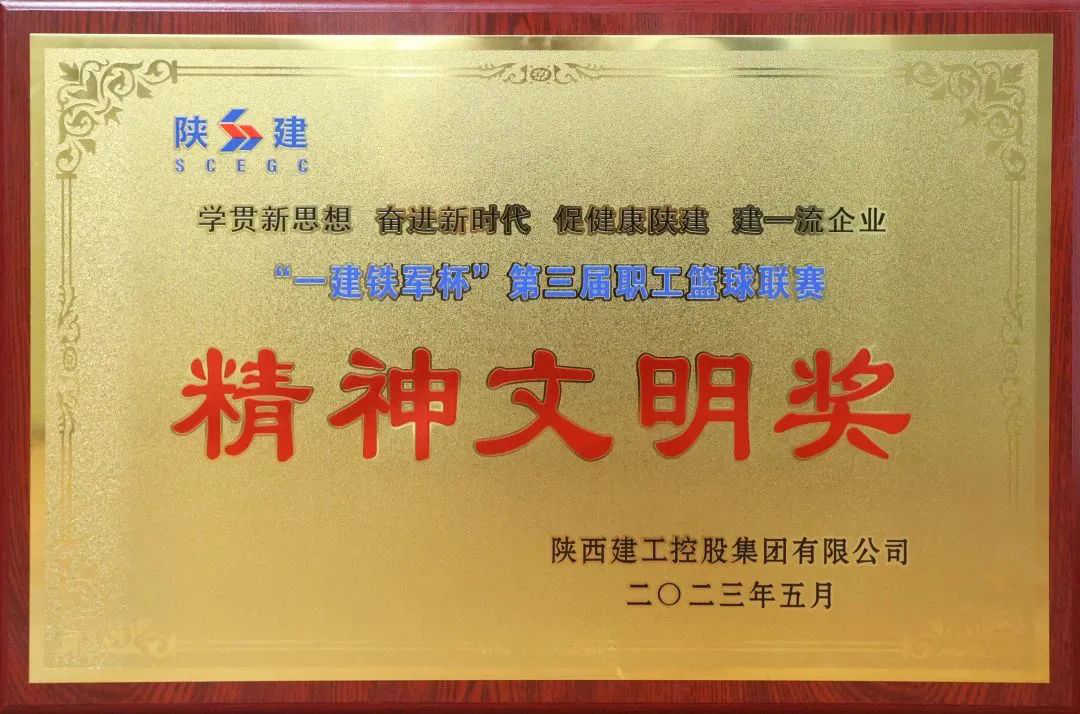 陕建
SCEGC
学贯新思想 奋进新时代 促健康陕建 建一流企业
“一建铁军杯”第三届职工篮球联赛
精神文明奖
陕西建工控股集团有限公司
二〇二三年五月